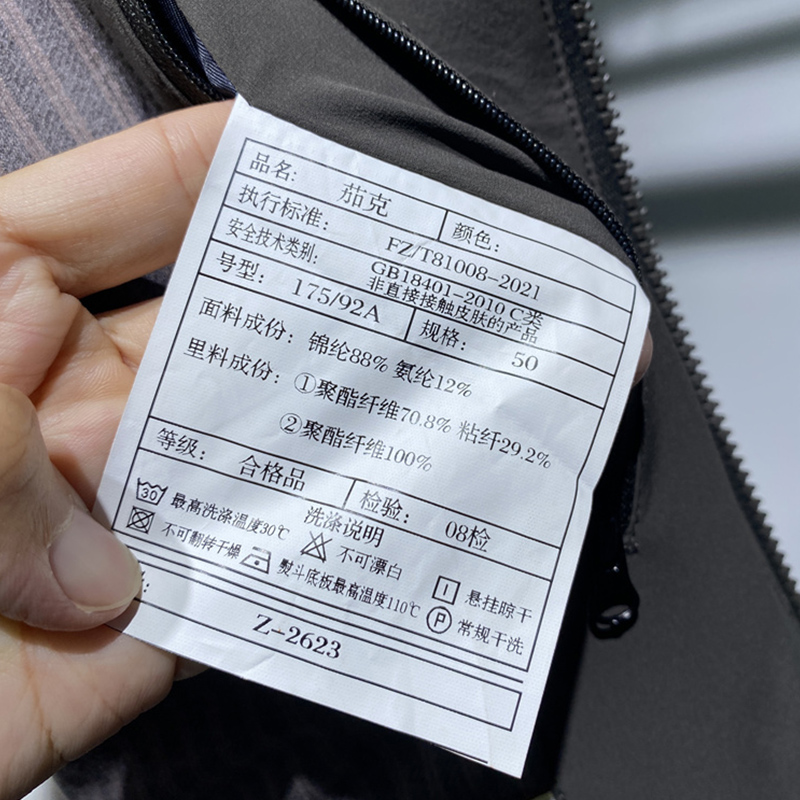 品名: 茄克 颜色:
执行标准: FZ/T81008-2021
安全技术类别: GB18401-2010 C类
非直接接触皮肤的产品
号型: 175/92A 规格: 50
面料成份: 锦纶88% 氨纶12%
里料成份: ①聚酯纤维70.8% 粘纤29.2%
②聚酯纤维100%
等级: 合格品 检验: 08检
洗涤说明
30 最高洗涤温度30℃ 不可漂白 悬挂晾干
不可翻转干燥 熨斗底板最高温度110℃ P 常规干洗
Z-2623